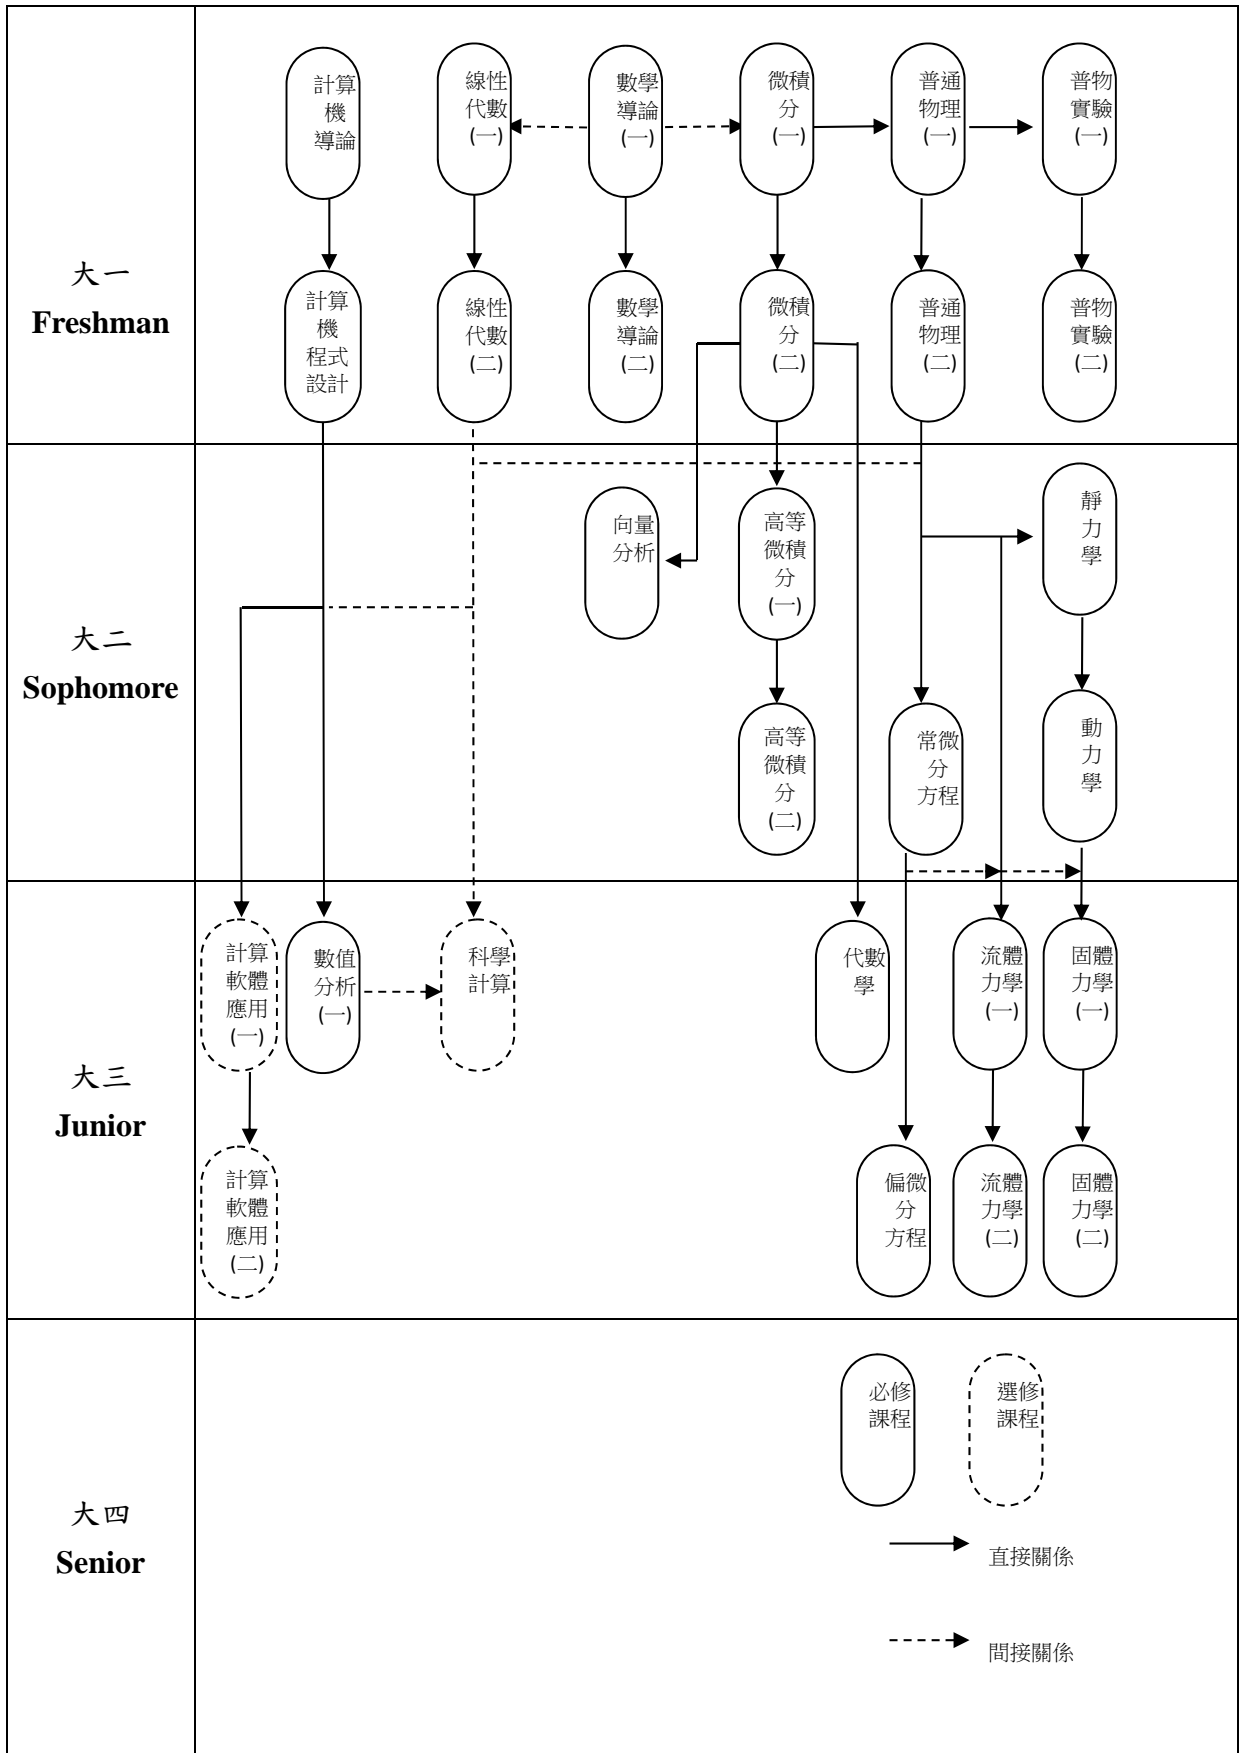 計算
機
導論
線性
代數
(一)
數學
導論
(一)
微積
分
(一)
普通
物理
(一)
普物
實驗
(一)
大一
Freshman
計算
機
程式
設計
線性
代數
(二)
數學
導論
(二)
微積
分
(二)
普通
物理
(二)
普物
實驗
(二)
大二
Sophomore
向量
分析
高等
微積
分
(一)
靜
力
學
高等
微積
分
(二)
常微
分
方程
動
力
學
大三
Junior
計算
軟體
應用
(一)
數值
分析
(一)
科學
計算
代數
學
流體
力學
(一)
固體
力學
(一)
計算
軟體
應用
(二)
偏微
分
方程
流體
力學
(二)
固體
力學
(二)
大四
Senior
必修
課程
選修
課程
直接關係
間接關係